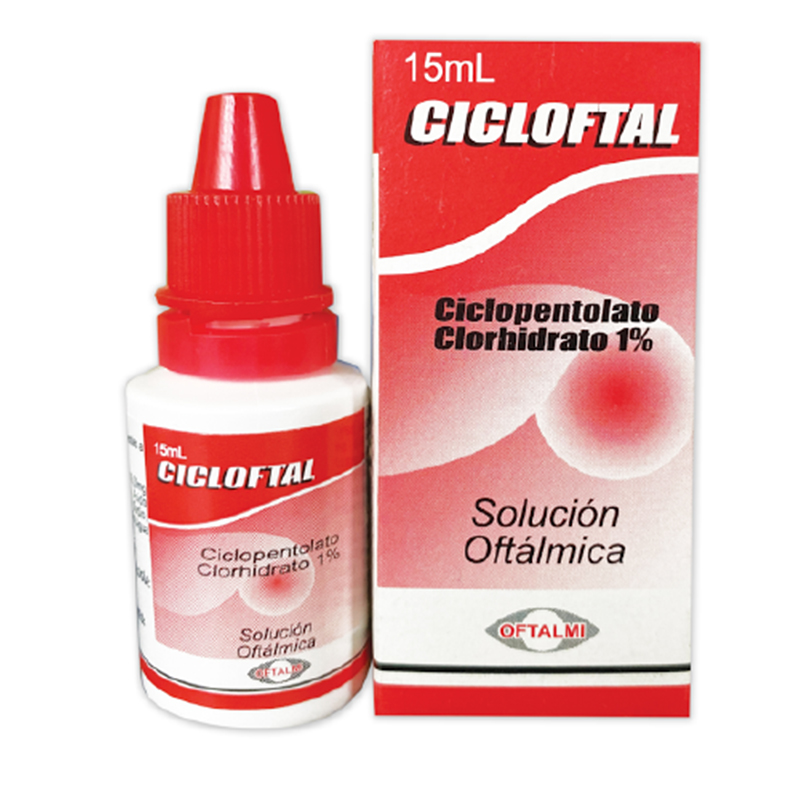 15mL
CICLOFTAL
Ciclopentolato
Clorhidrato 1%
Solución
Oftálmica
OFTALMI
15mL
CICLOFTAL
Ciclopentolato
Clorhidrato 1%
Solución
Oftálmica
OFTALMI